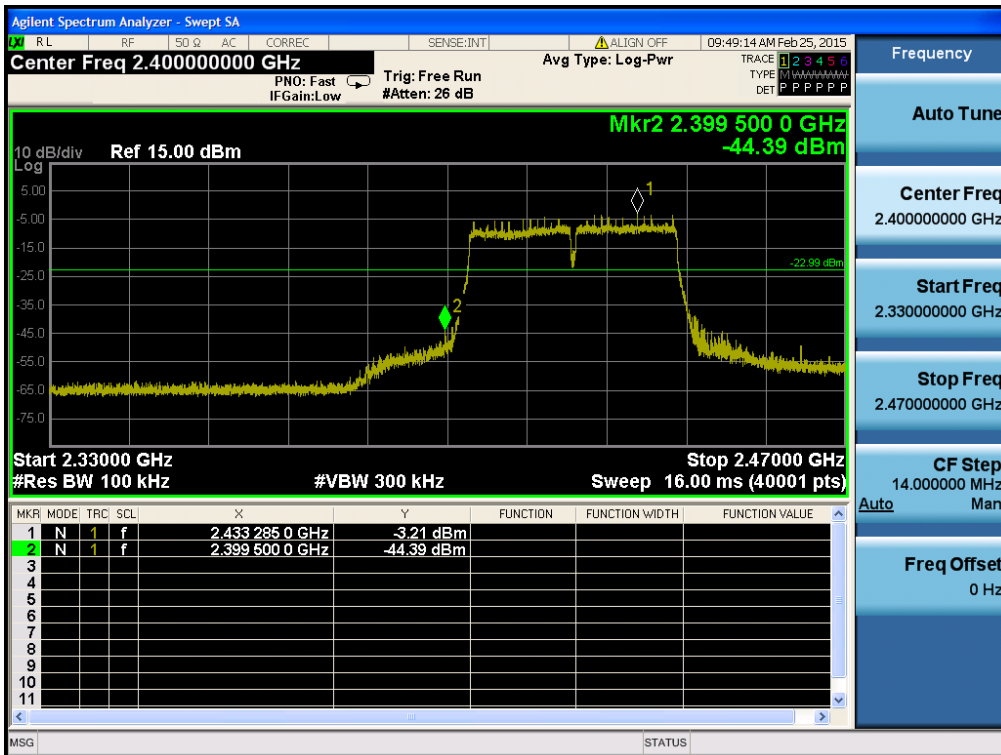 Agilent Spectrum Analyzer - Swept SA
LXI RL RF 50 Ω AC CORREC SENSE:INT ALIGN OFF 09:49:14 AM Feb 25, 2015
Center Freq 2.400000000 GHz
PNO: Fast
IFGain:Low
Trig: Free Run
#Atten: 26 dB
Avg Type: Log-Pwr
TRACE 1 2 3 4 5 6
TYPE M
DET P P P P P P
Mkr2 2.399 500 0 GHz
-44.39 dBm
10 dB/div Ref 15.00 dBm
Log
5.00
-5.00
-15.0
-25.0
-35.0
-45.0
-55.0
-65.0
-75.0
1
2
-22.99 dBm
Start 2.33000 GHz Stop 2.47000 GHz
#Res BW 100 kHz #VBW 300 kHz Sweep 16.00 ms (40001 pts)
MKR MODE TRC SCL X Y FUNCTION FUNCTION WIDTH FUNCTION VALUE
1 N 1 f 2.433 285 0 GHz -3.21 dBm
2 N 1 f 2.399 500 0 GHz -44.39 dBm
3
4
5
6
7
8
9
10
11
MSG STATUS
Frequency
Auto Tune
Center Freq
2.400000000 GHz
Start Freq
2.330000000 GHz
Stop Freq
2.470000000 GHz
CF Step
14.000000 MHz
Auto Man
Freq Offset
0 Hz